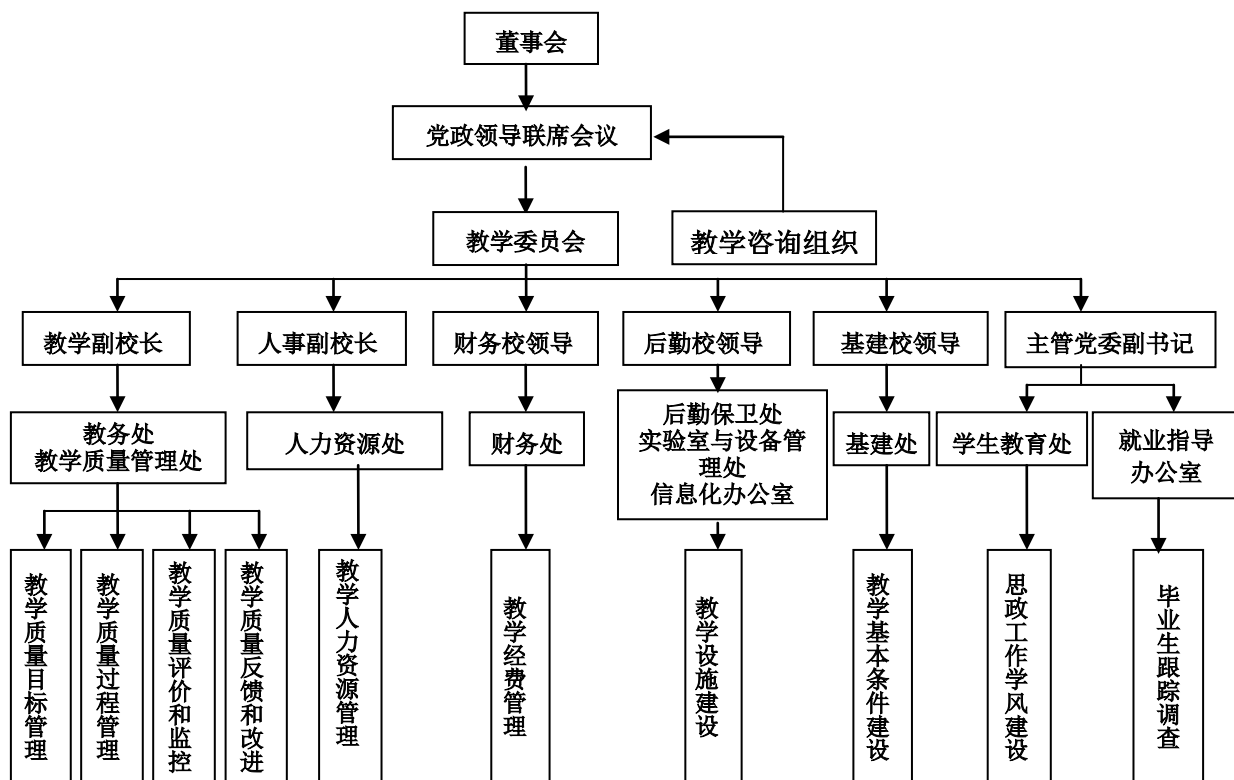 董事会
党政领导联席会议
教学委员会
教学咨询组织
教学副校长
人事副校长
财务校领导
后勤校领导
基建校领导
主管党委副书记
教务处
教学质量管理处
人力资源处
财务处
后勤保卫处
实验室与设备管
理处
信息化办公室
基建处
学生教育处
就业指导
办公室
教学质量目标管理
教学质量过程管理
教学质量评价和监控
教学质量反馈和改进
教学人力资源管理
教学经费管理
教学设施建设
教学基本条件建设
思政工作学风建设
毕业生跟踪调查